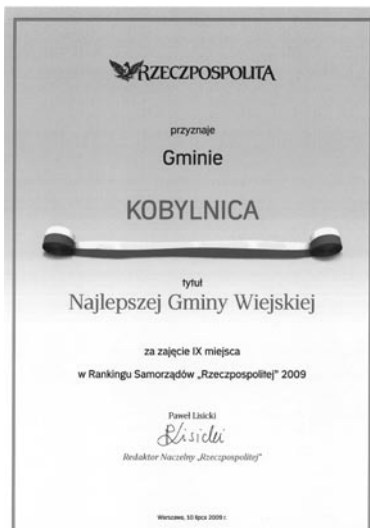 RZECZPOSPOLITA
przyznaje
Gminie
KOBYLNICA
tytuł
Najlepszej Gminy Wiejskiej
za zajęcie IX miejsca
w Rankingu Samorządów „Rzeczpospolitej” 2009
Paweł Lisicki
Lisicki
Redaktor Naczelny „Rzeczpospolitej”
Warszawa, 10 lipca 2009 r.